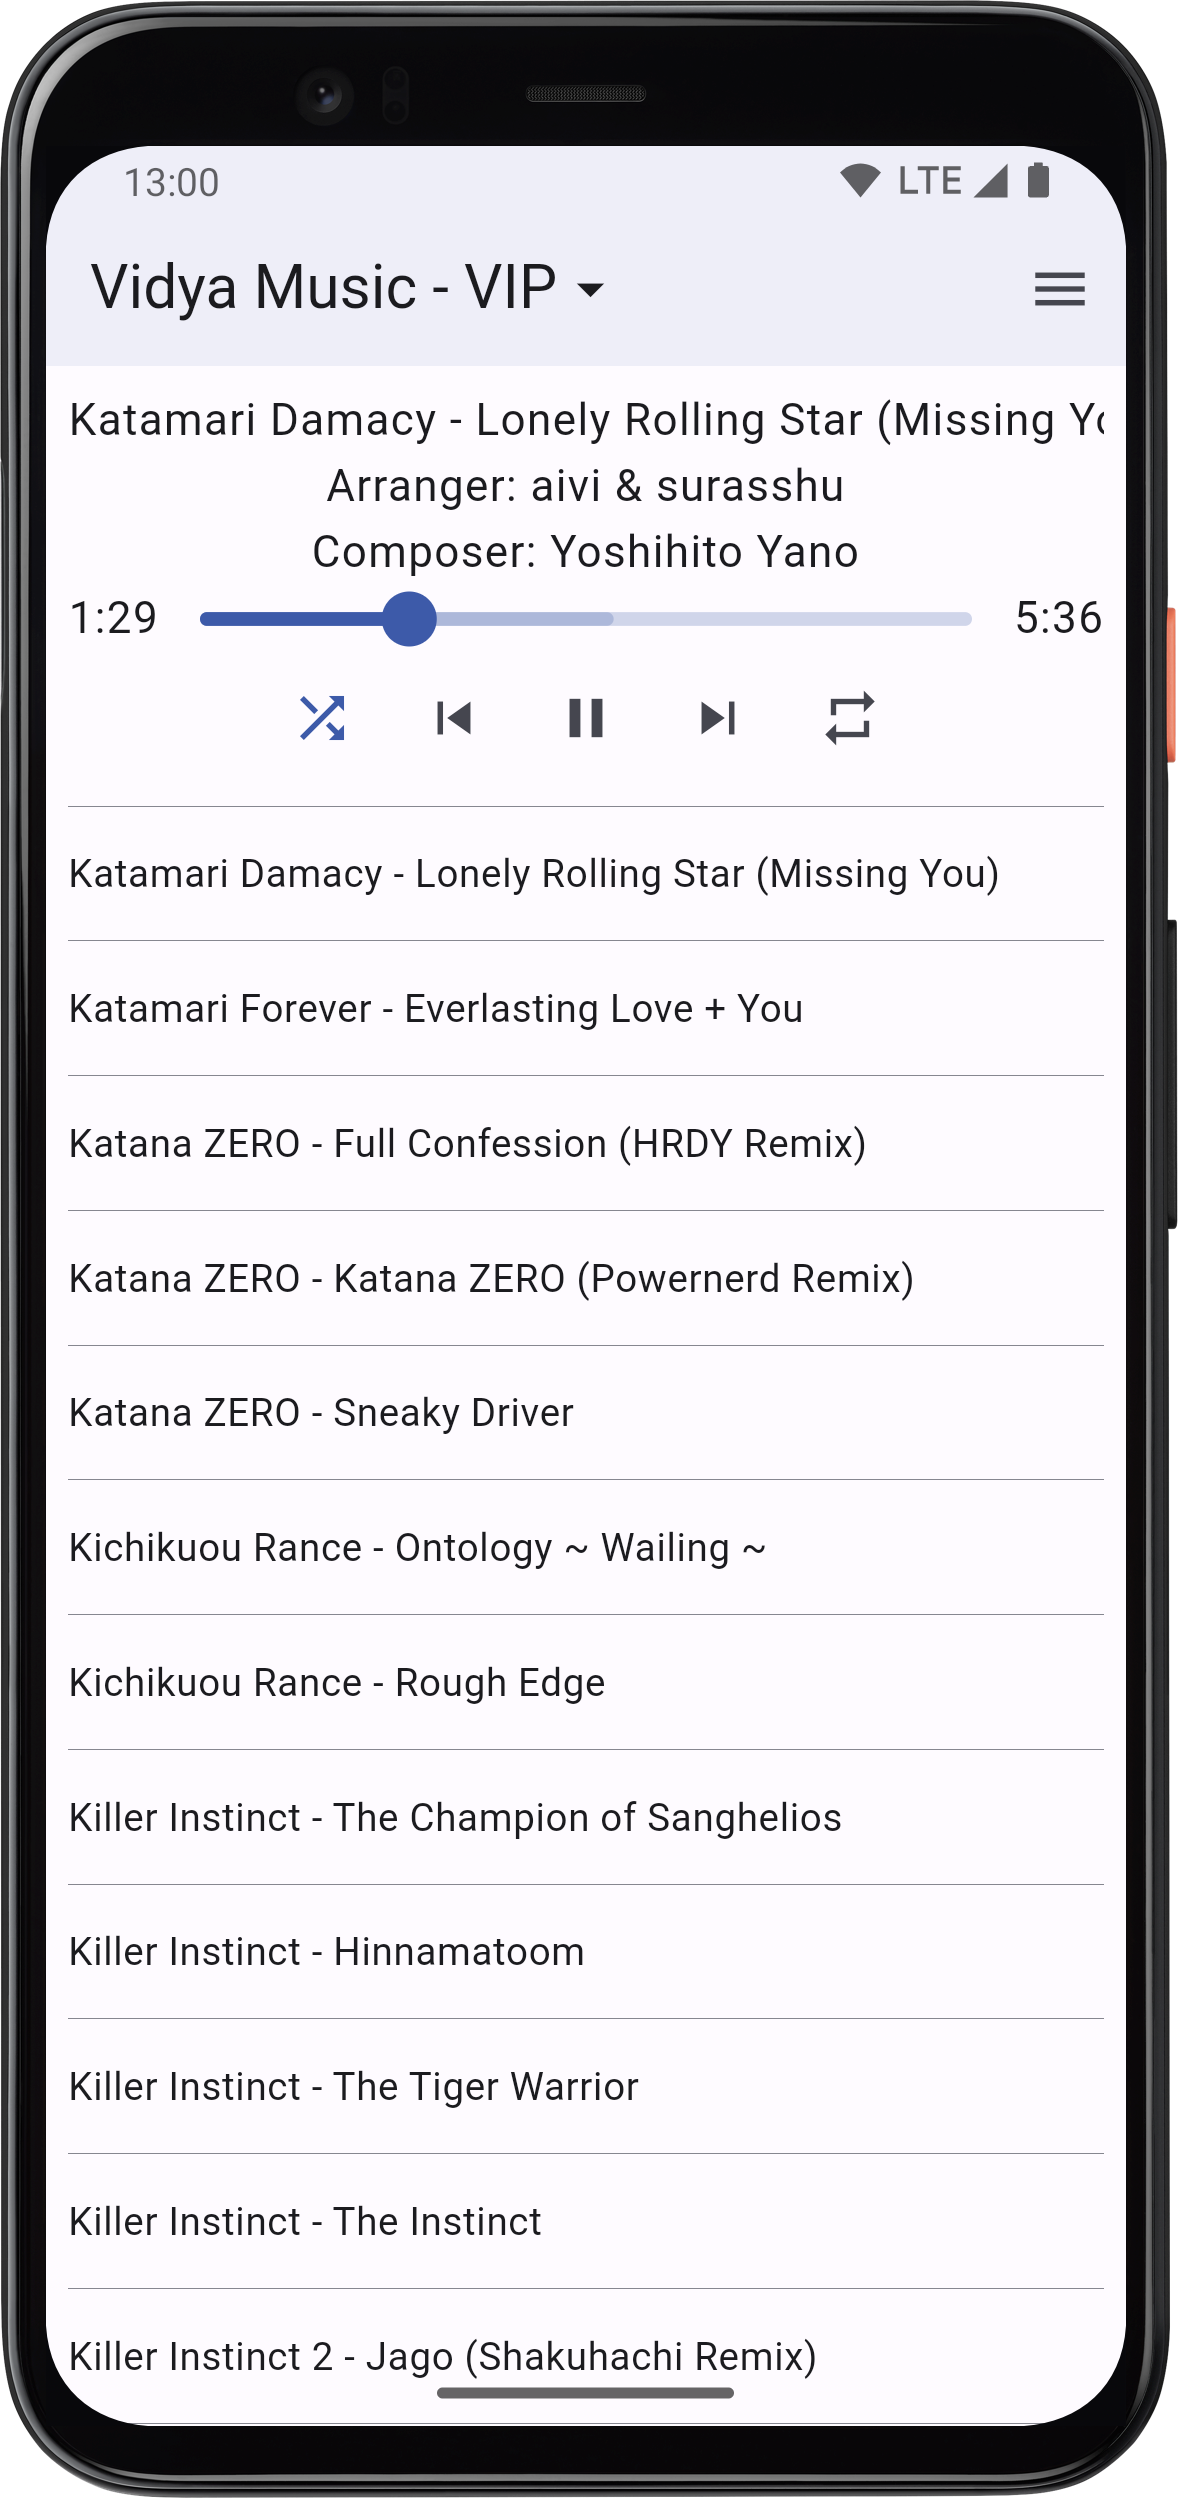 13:00
LTE
Vidya Music - VIP
Katamari Damacy - Lonely Rolling Star (Missing
Arranger: aivi & surasshu
Composer: Yoshihito Yano
1:29
5:36
Katamari Damacy - Lonely Rolling Star (Missing You)
Katamari Forever - Everlasting Love + You
Katana ZERO - Full Confession (HRDY Remix)
Katana ZERO - Katana ZERO (Powernerd Remix)
Katana ZERO - Sneaky Driver
Kichikuou Rance - Ontology ~ Wailing ~
Kichikuou Rance - Rough Edge
Killer Instinct - The Champion of Sanghelios
Killer Instinct - Hinnamatoom
Killer Instinct - The Tiger Warrior
Killer Instinct - The Instinct
Killer Instinct 2 - Jago (Shakuhachi Remix)